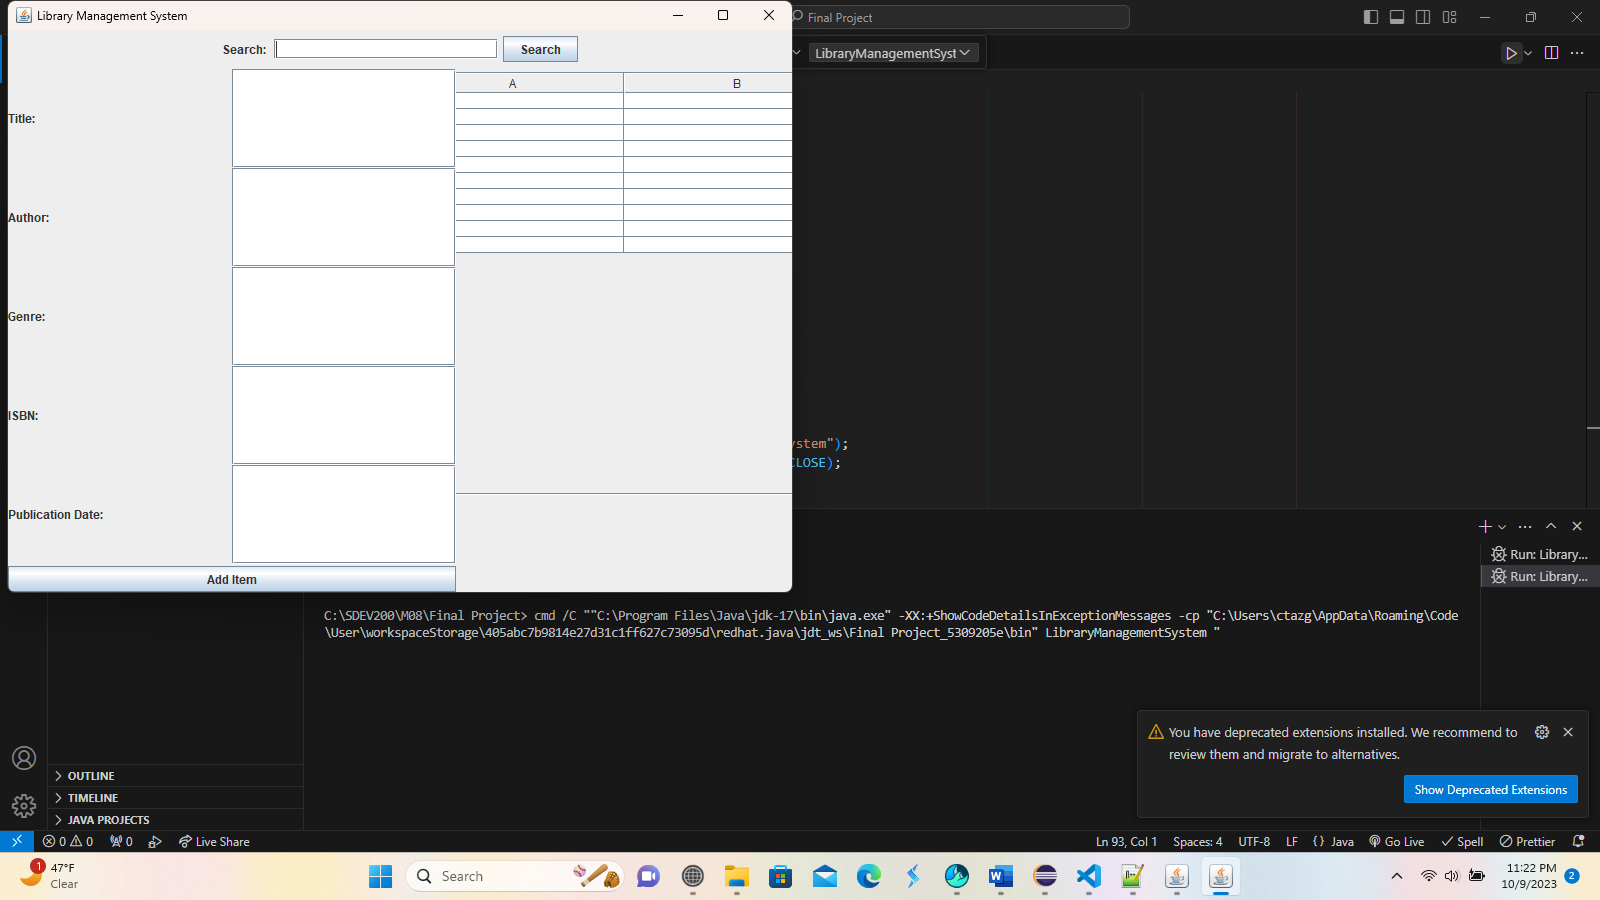 Library Management System
Search:
Search
Title:
Author:
Genre:
ISBN:
Publication Date:
Add Item
A B
Final Project
LibraryManagementSyst
ystem");
CLOSE);
Run: Library...
Run: Library...
C:\SDEV200\M08\Final Project> cmd /C ""C:\Program Files\Java\jdk-17\bin\java.exe" -XX:+ShowCodeDetailsInExceptionMessages -cp "C:\Users\ctazg\AppData\Roaming\Code
\User\workspaceStorage\405abc7b9814e27d31c1ff627c73095d\redhat.java\jdt_ws\Final Project_5309205e\bin" LibraryManagementSystem "
You have deprecated extensions installed. We recommend to
review them and migrate to alternatives.
Show Deprecated Extensions
OUTLINE
TIMELINE
JAVA PROJECTS
0 0 0 Live Share
Ln 93, Col 1 Spaces: 4 UTF-8 LF {} Java Go Live Spell Prettier
1
47°F
Clear
Search
11:22 PM
10/9/2023
2